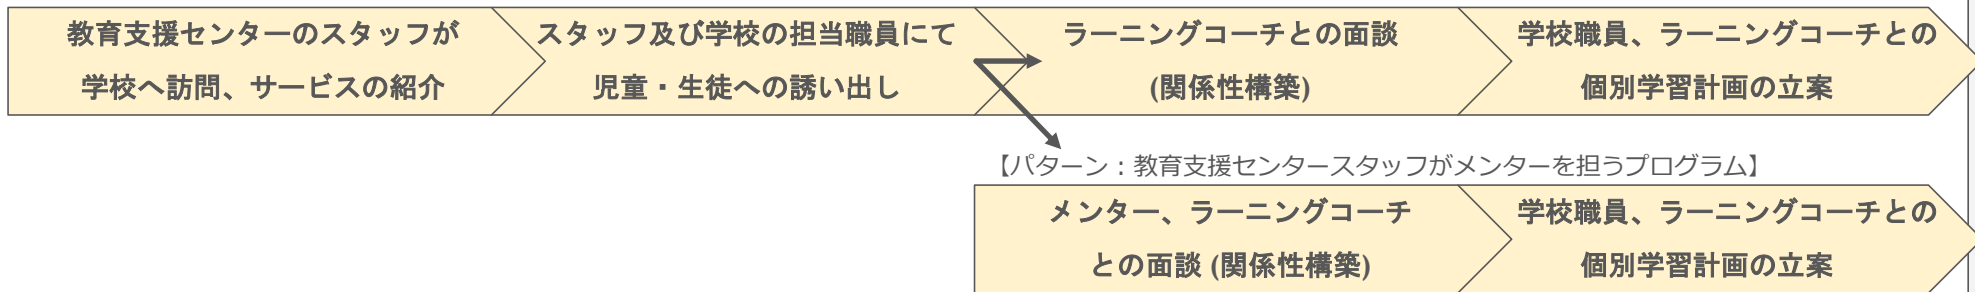 教育支援センターのスタッフが
学校へ訪問、サービスの紹介
スタッフ及び学校の担当職員にて
児童・生徒への誘い出し
ラーニングコーチとの面談
(関係性構築)
学校職員、ラーニングコーチとの
個別学習計画の立案
【パターン：教育支援センタースタッフがメンターを担うプログラム】
メンター、ラーニングコーチ
との面談 (関係性構築)
学校職員、ラーニングコーチとの
個別学習計画の立案